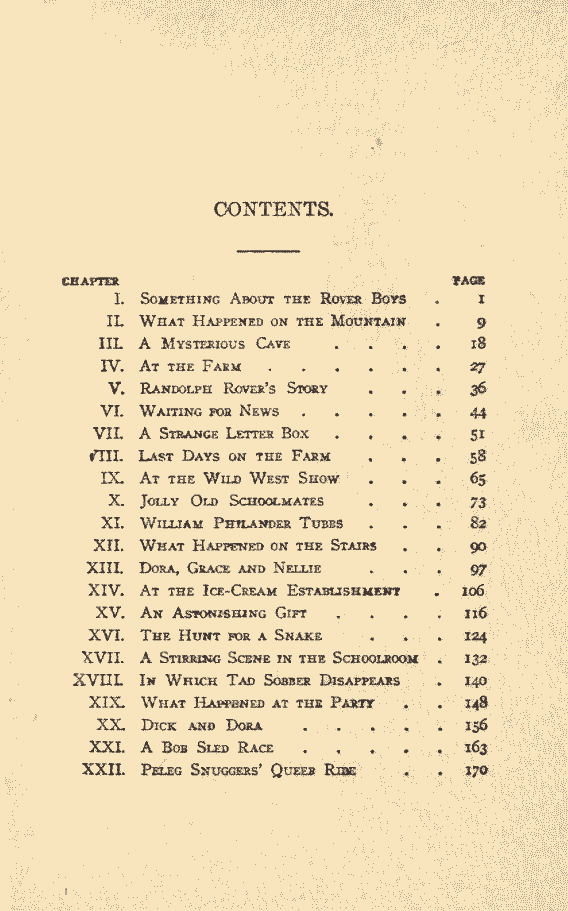 CONTENTS.
CHAPTER PAGE
I. Something About the Rover Boys . 1
II. What Happened on the Mountain . 9
III. A Mysterious Cave . . . . 18
IV. At the Farm . . . . . . 27
V. Randolph Rover's Story . . . 36
VI. Waiting for News . . . . . 44
VII. A Strange Letter Box . . . . 51
VIII. Last Days on the Farm . . . 58
IX. At the Wild West Show . . . 65
X. Jolly Old Schoolmates . . . 73
XI. William Philander Tubbs . . . 82
XII. What Happened on the Stairs . . 90
XIII. Dora, Grace and Nellie . . . 97
XIV. At the Ice-Cream Establishment . 106
XV. An Astonishing Gift . . . . 116
XVI. The Hunt for a Snake . . . 124
XVII. A Stirring Scene in the Schoolroom . 132
XVIII. In Which Tad Sobber Disappears . 140
XIX. What Happened at the Party . . 148
XX. Dick and Dora . . . . . 156
XXI. A Bob Sled Race . . . . . 163
XXII. Peleg Snuggers' Queer Ride . . 170